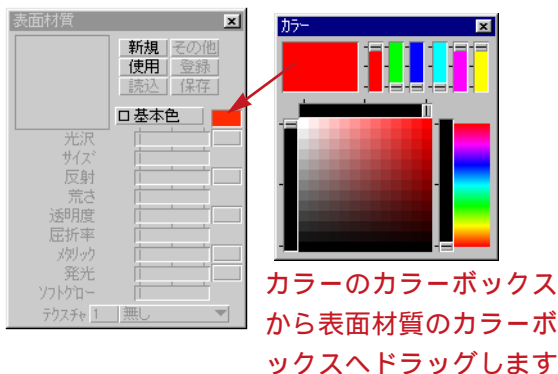 表面材質
新規 その他
使用 登録
読込 保存
基本色
光沢
サイズ
反射
荒さ
透明度
屈折率
メタリック
発光
ソフトグロー
テクスチャ 1 無し
カラー
カラーのカラーボックス
から表面材質のカラーボ
ックスへドラッグします